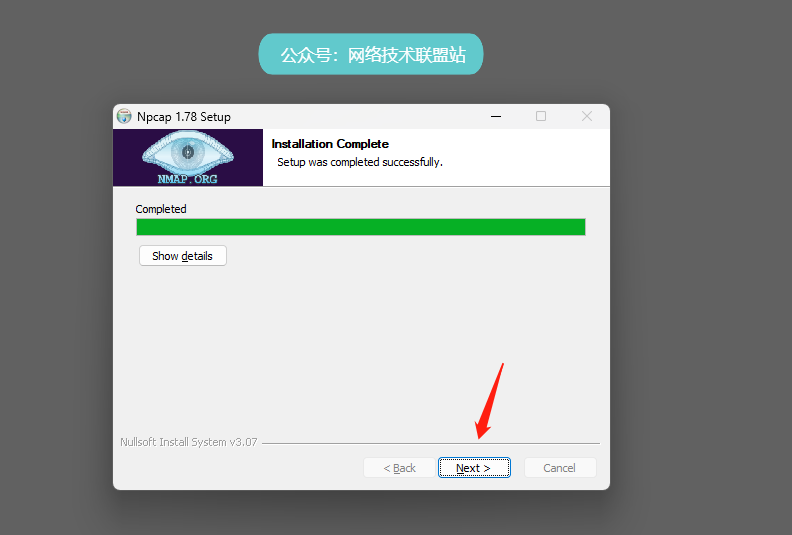 公众号：网络技术联盟站
Npcap 1.78 Setup
NMAP.ORG
Installation Complete
Setup was completed successfully.
Completed
Show details
Nullsoft Install System v3.07
< Back
Next >
Cancel